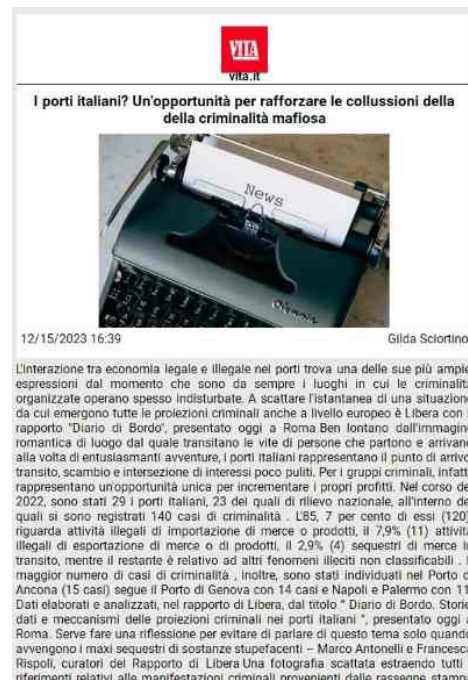 VITA
vita.it
I porti italiani? Un'opportunità per rafforzare le collussioni della
della criminalità mafiosa
News
Olympia
12/15/2023 16:39
Gilda Sciortino
L'interazione tra economia legale e illegale nei porti trova una delle sue più ampie
espressioni dal momento che sono da sempre i luoghi in cui le criminalità
organizzate operano spesso indisturbate. A scattare l'istantanea di una situazione
da cui emergono tutte le proiezioni criminali anche a livello europeo è Libera con
rapporto "Diario di Bordo", presentato oggi a Roma Ben lontano dall'immagine
romantica di luogo dal quale transitano le vite di persone che partono e arrivano
alla volta di entusiasmanti avventure, i porti italiani rappresentano il punto di arrivo,
transito, scambio e intersezione di interessi poco puliti. Per i gruppi criminali, infatti
rappresentano un'opportunità unica per incrementare i propri profitti. Nel corso de
2022, sono stati 29 i porti Italiani, 23 dei quali di rilievo nazionale, all'interno de
quali si sono registrati 140 casi di criminalità . L'85, 7 per cento di essi (120)
riguarda attività illegali di importazione di merce o prodotti, il 7,9% (11) attività
illegali di esportazione di merce o di prodotti, il 2,9% (4) sequestri di merce in
transito, mentre il restante è relativo ad altri fenomeni illeciti non classificabili .
maggior numero di casi di criminalità , inoltre, sono stati individuati nel Porto d
Ancona (15 casi) segue il Porto di Genova con 14 casi e Napoli e Palermo con 11
Dati elaborati e analizzati, nel rapporto di Libera, dal titolo " Diario di Bordo. Storie
dati e meccanismi delle proiezioni criminali nei porti italiani ", presentato oggi a
Roma. Serve fare una riflessione per evitare di parlare di questo tema solo quando
avvengono i maxi sequestri di sostanze stupefacenti – Marco Antonelli e Francesca
Rispoli, curatori del Rapporto di Libera Una fotografia scattata estraendo tutti
riferimenti relativi alle manifestazioni criminali provenienti dalle rassegne stampa